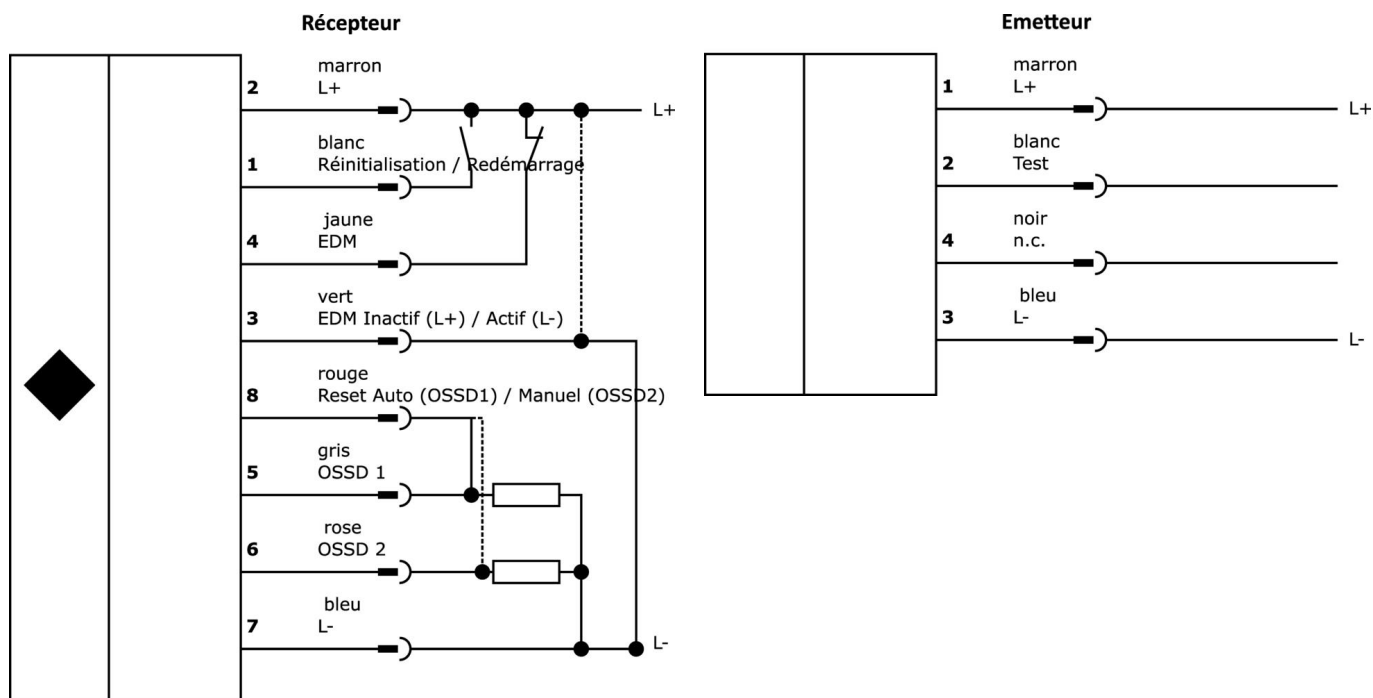 Récepteur
2
marron
L+
L+
1
blanc
Réinitialisation / Redémarrage
4
jaune
EDM
3
vert
EDM Inactif (L+) / Actif (L-)
8
rouge
Reset Auto (OSSD1) / Manuel (OSSD2)
5
gris
OSSD 1
6
rose
OSSD 2
7
bleu
L-
L-
Emetteur
1
marron
L+
L+
2
blanc
Test
4
noir
n.c.
3
bleu
L-
L-